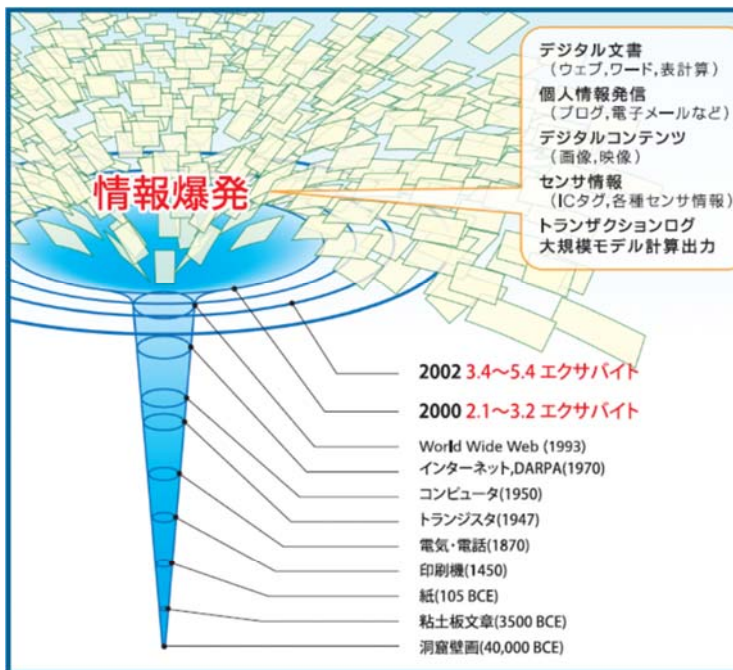 情報爆発
デジタル文書
(ウェブ,ワード,表計算)
個人情報発信
(ブログ,電子メールなど)
デジタルコンテンツ
(画像,映像)
センサ情報
(ICタグ,各種センサ情報)
トランザクションログ
大規模モデル計算出力
2002 3.4～5.4 エクサバイト
2000 2.1～3.2 エクサバイト
World Wide Web (1993)
インターネット,DARPA(1970)
コンピュータ(1950)
トランジスタ(1947)
電気・電話(1870)
印刷機(1450)
紙(105 BCE)
粘土板文章(3500 BCE)
洞窟壁画(40,000 BCE)